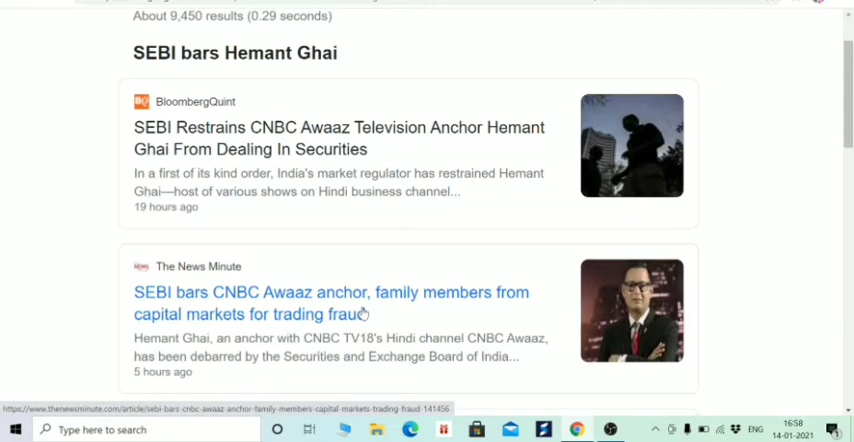 About 9,450 results (0.29 seconds)
SEBI bars Hemant Ghai
BQ BloombergQuint
SEBI Restrains CNBC Awaaz Television Anchor Hemant
Ghai From Dealing In Securities
In a first of its kind order, India's market regulator has restrained Hemant
Ghai—host of various shows on Hindi business channel...
19 hours ago
The News Minute
SEBI bars CNBC Awaaz anchor, family members from
capital markets for trading fraud
Hemant Ghai, an anchor with CNBC TV18's Hindi channel CNBC Awaaz,
has been debarred by the Securities and Exchange Board of India...
5 hours ago
https://www.thenewsminute.com/article/sebi-bars-cnbc-awaaz-anchor-family-members-capital-markets-trading-fraud-141456
Type here to search
ENG
16:58
14-01-2021